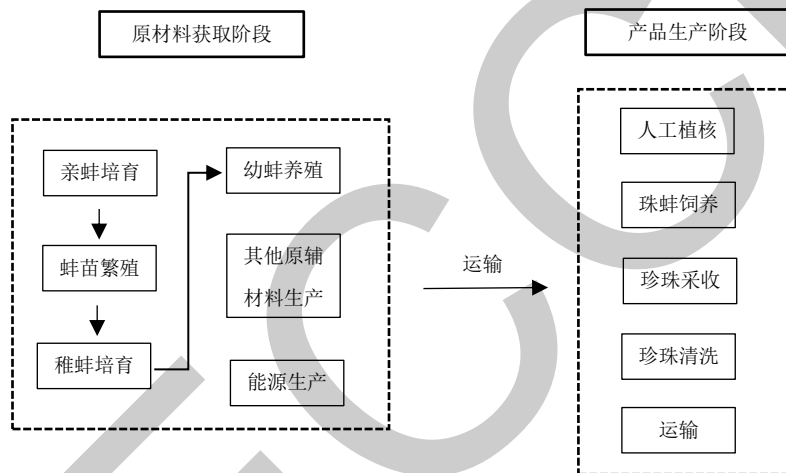 原材料获取阶段
产品生产阶段
亲蚌培育
蚌苗繁殖
稚蚌培育
幼蚌养殖
其他原辅
材料生产
能源生产
运输
人工植核
珠蚌饲养
珍珠采收
珍珠清洗
运输